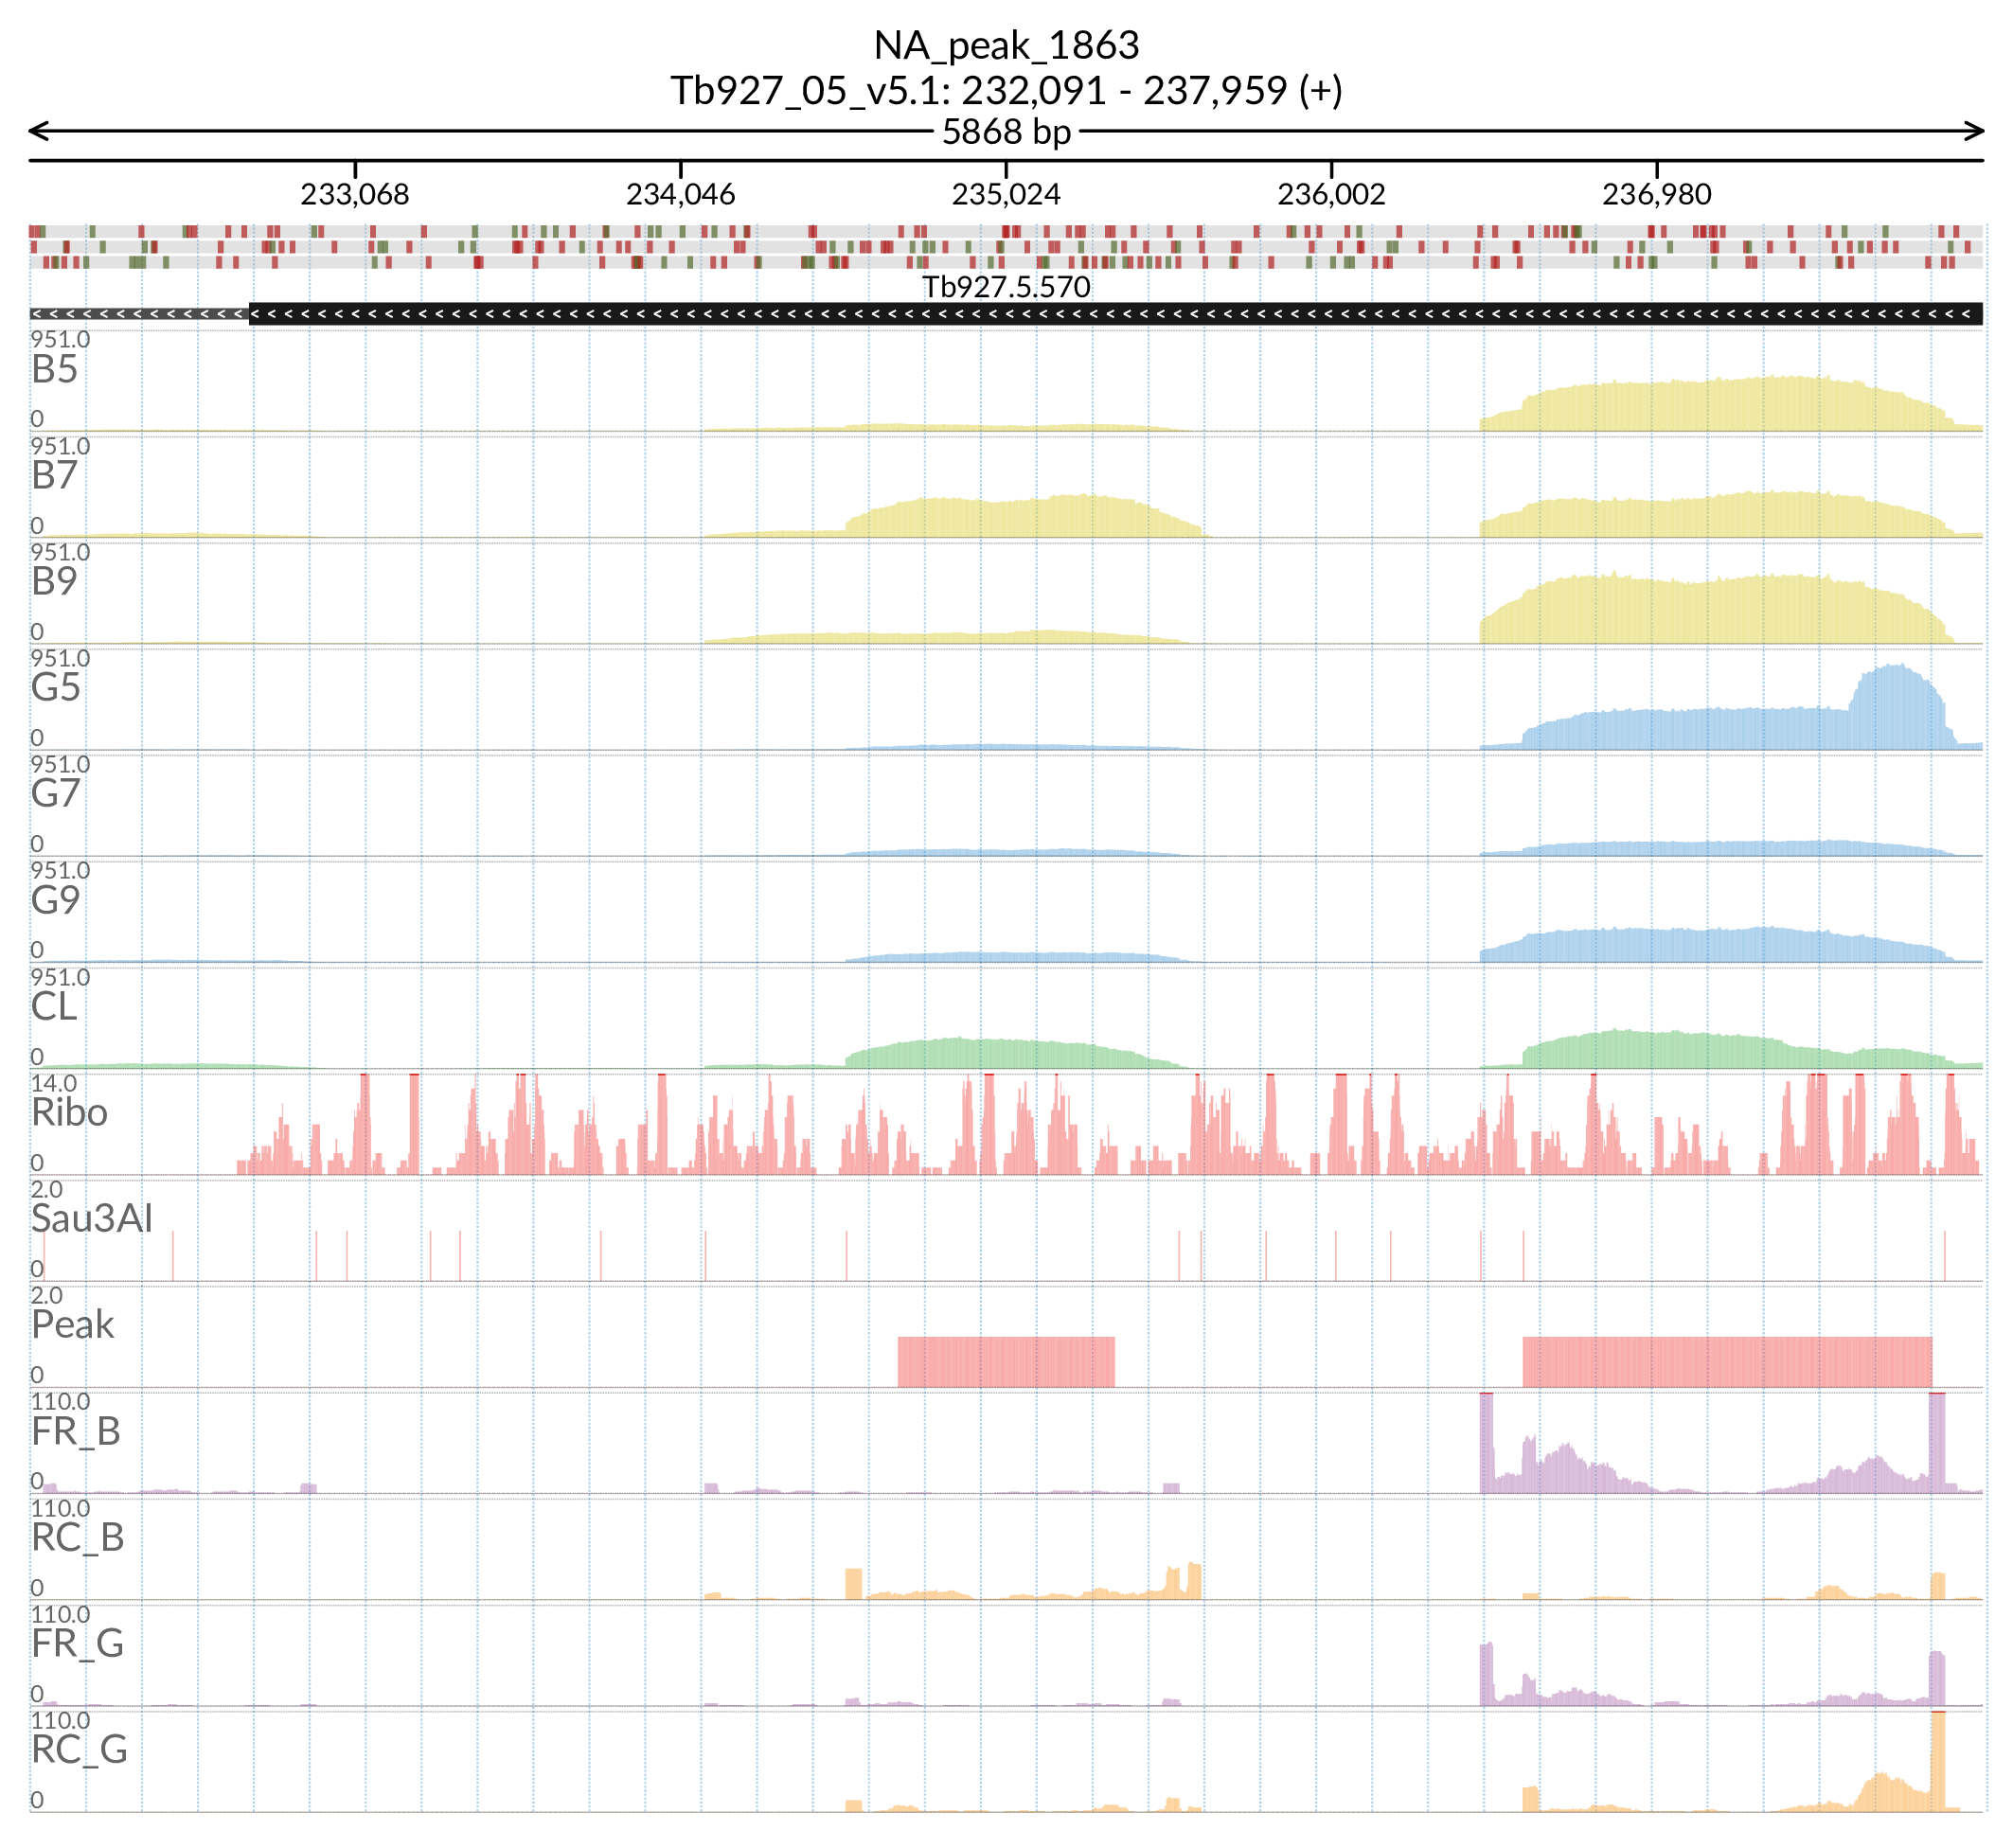 NA_peak_1863
Tb927_05_v5.1: 232,091 - 237,959 (+)
5868 bp
233,068 234,046 235,024 236,002 236,980
Tb927.5.570
951.0
B5
0
951.0
B7
0
951.0
B9
0
951.0
G5
0
951.0
G7
0
951.0
G9
0
951.0
CL
0
14.0
Ribo
0
2.0
Sau3AI
0
2.0
Peak
0
110.0
FR_B
0
110.0
RC_B
0
110.0
FR_G
0
110.0
RC_G
0